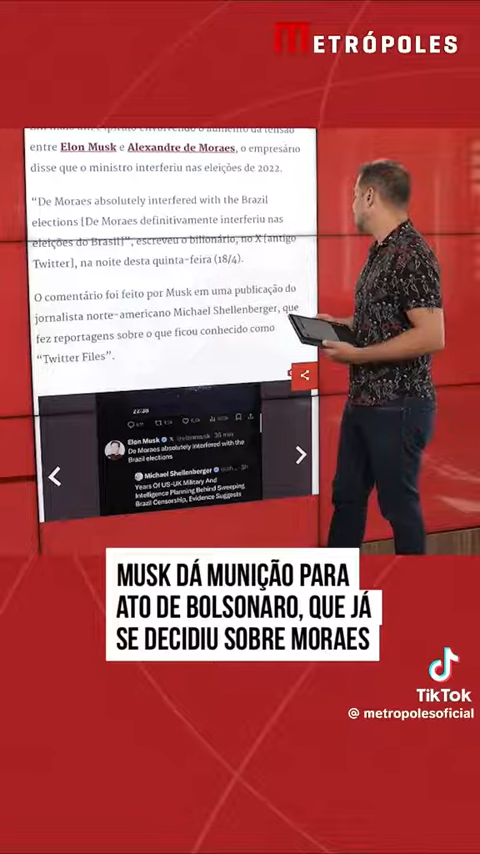 METRÓPOLES
entre Elon Musk e Alexandre de Moraes, o empresário
disse que o ministro interferiu nas eleições de 2022.
“De Moraes absolutely interfered with the Brazil
elections [De Moraes definitivamente interferiu nas
eleições do Brasil]”, escreveu o bilionário, no X [antigo
Twitter], na noite desta quinta-feira (18/4).
O comentário foi feito por Musk em uma publicação do
jornalista norte-americano Michael Shellenberger, que
fez reportagens sobre o que ficou conhecido como
“Twitter Files”.
Elon Musk
De Moraes absolutely interfered with the
Brazil elections
Michael Shellenberger
Years Of US-UK Military And
Intelligence Planning Behind Sweeping
Brazil Censorship, Evidence Suggests
MUSK DÁ MUNIÇÃO PARA
ATO DE BOLSONARO, QUE JÁ
SE DECIDIU SOBRE MORAES
TikTok
@ metropolesoficial